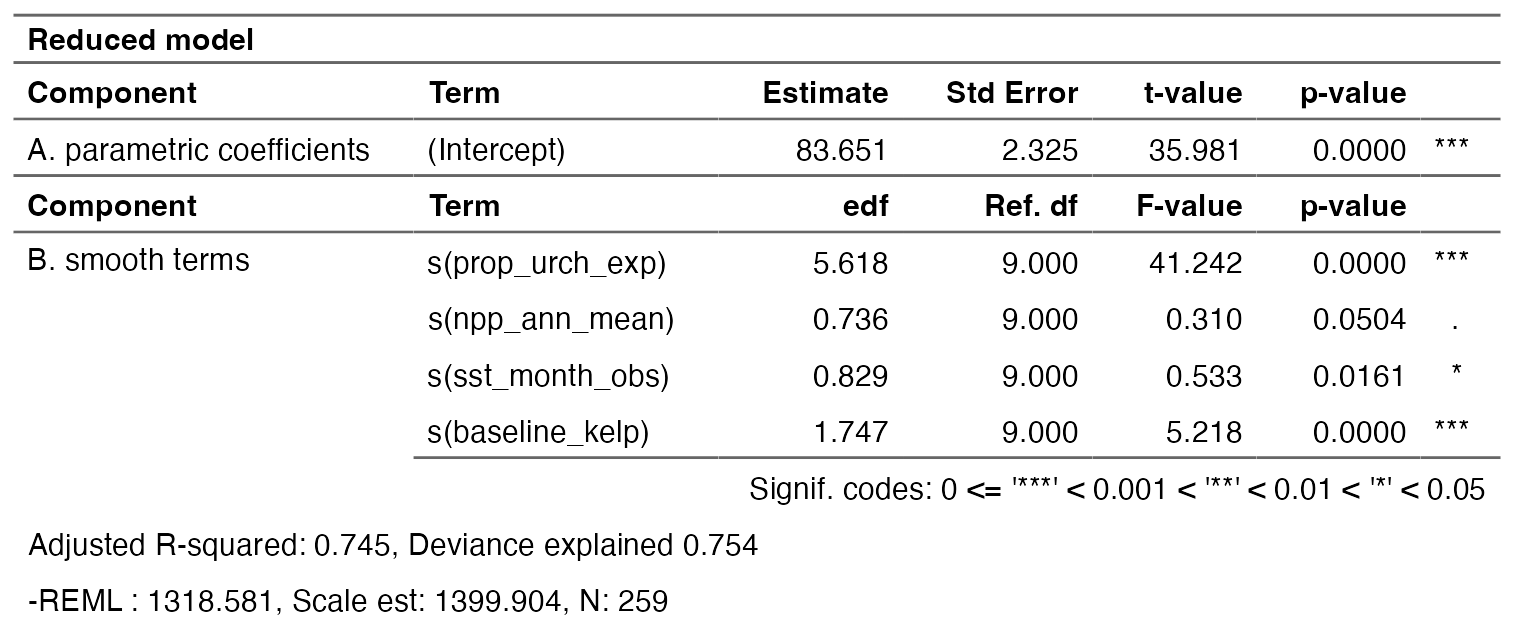 Reduced model
Component Term Estimate Std Error t-value p-value
A. parametric coefficients (Intercept) 83.651 2.325 35.981 0.0000 ***
Component Term edf Ref. df F-value p-value
B. smooth terms s(prop_urch_exp) 5.618 9.000 41.242 0.0000 ***
s(npp_ann_mean) 0.736 9.000 0.310 0.0504 .
s(sst_month_obs) 0.829 9.000 0.533 0.0161 *
s(baseline_kelp) 1.747 9.000 5.218 0.0000 ***
Signif. codes: 0 <= '***' < 0.001 < '**' < 0.01 < '*' < 0.05
Adjusted R-squared: 0.745, Deviance explained 0.754
-REML : 1318.581, Scale est: 1399.904, N: 259